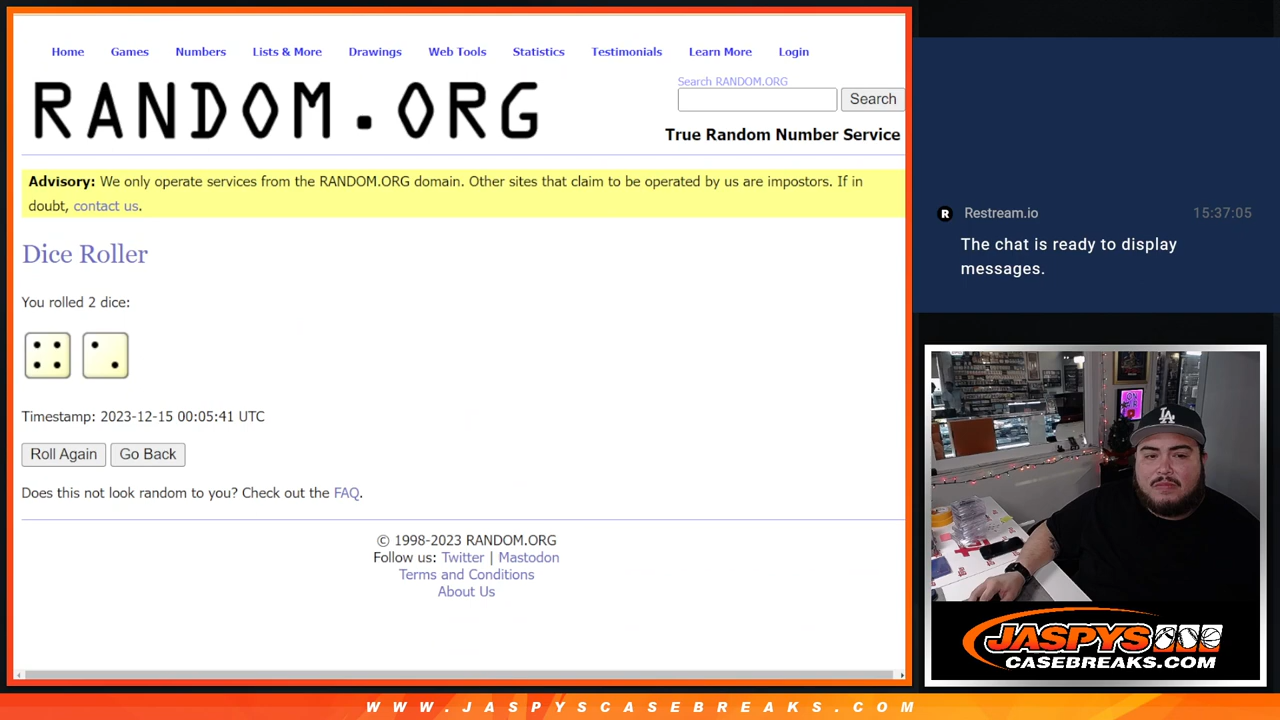 Home Games Numbers Lists & More Drawings Web Tools Statistics Testimonials Learn More Login
RANDOM.ORG
Search RANDOM.ORG
Search
True Random Number Service
Advisory: We only operate services from the RANDOM.ORG domain. Other sites that claim to be operated by us are impostors. If in
doubt, contact us.
Dice Roller
You rolled 2 dice:
Timestamp: 2023-12-15 00:05:41 UTC
Roll Again Go Back
Does this not look random to you? Check out the FAQ.
© 1998-2023 RANDOM.ORG
Follow us: Twitter | Mastodon
Terms and Conditions
About Us
R Restream.io 15:37:05
The chat is ready to display
messages.
LA
JASPYS
CASEBREAKS.COM
WWW.JASPYSCASEBREAKS.COM